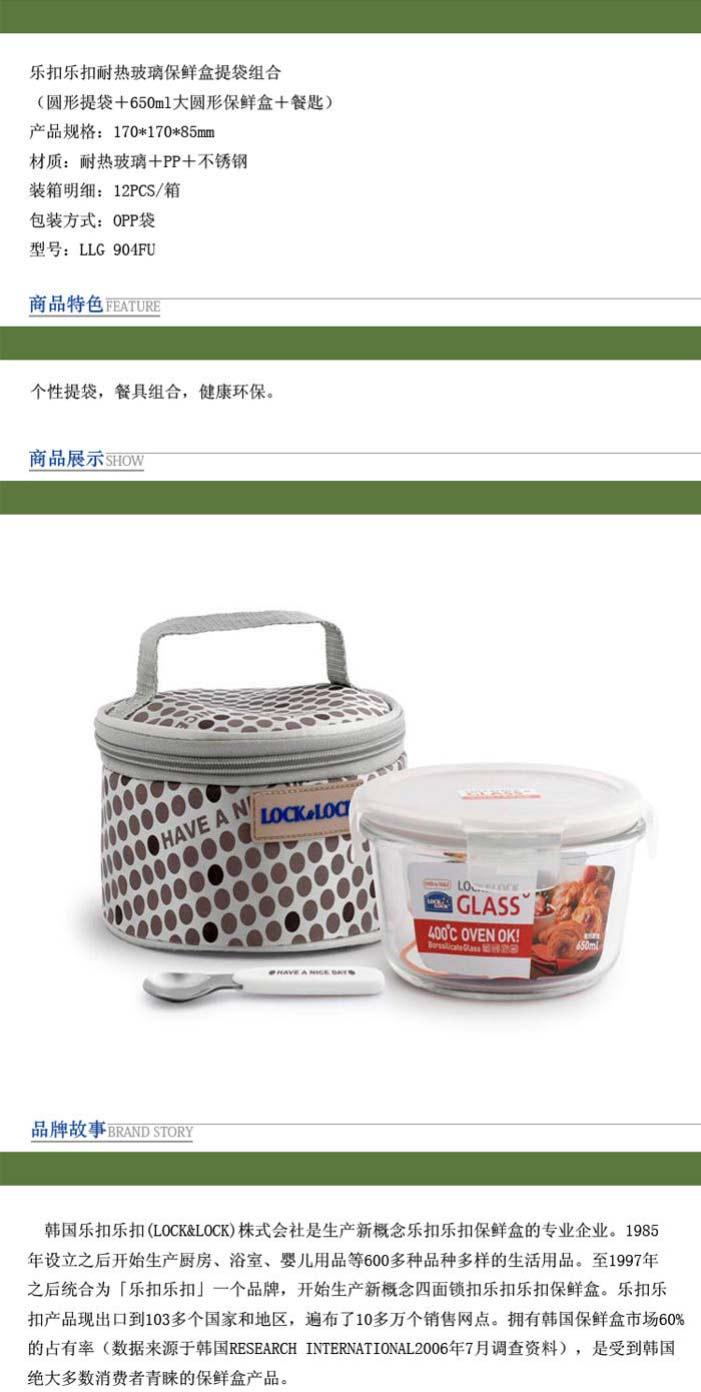 乐扣乐扣耐热玻璃保鲜盒提袋组合
（圆形提袋＋650ml大圆形保鲜盒＋餐匙）
产品规格：170*170*85mm
材质：耐热玻璃＋PP＋不锈钢
装箱明细：12PCS/箱
包装方式：OPP袋
型号：LLG 904FU
商品特色FEATURE
个性提袋，餐具组合，健康环保。
商品展示SHOW
HAVE A NI
LOCK&LOC
GLASS
LOCK&LOCK
GLASS
LOCK LOCK
400℃ OVEN OK!
Borosilicate Glass
650mL
HAVE A NICE DAY
品牌故事BRAND STORY
韩国乐扣乐扣(LOCK&LOCK)株式会社是生产新概念乐扣乐扣保鲜盒的专业企业。1985
年设立之后开始生产厨房、浴室、婴儿用品等600多种品种多样的生活用品。至1997年
之后统合为「乐扣乐扣」一个品牌，开始生产新概念四面锁扣乐扣乐扣保鲜盒。乐扣乐
扣产品现出口到103多个国家和地区，遍布了10多万个销售网点。拥有韩国保鲜盒市场60%
的占有率（数据来源于韩国RESEARCH INTERNATIONAL2006年7月调查资料），是受到韩国
绝大多数消费者青睐的保鲜盒产品。